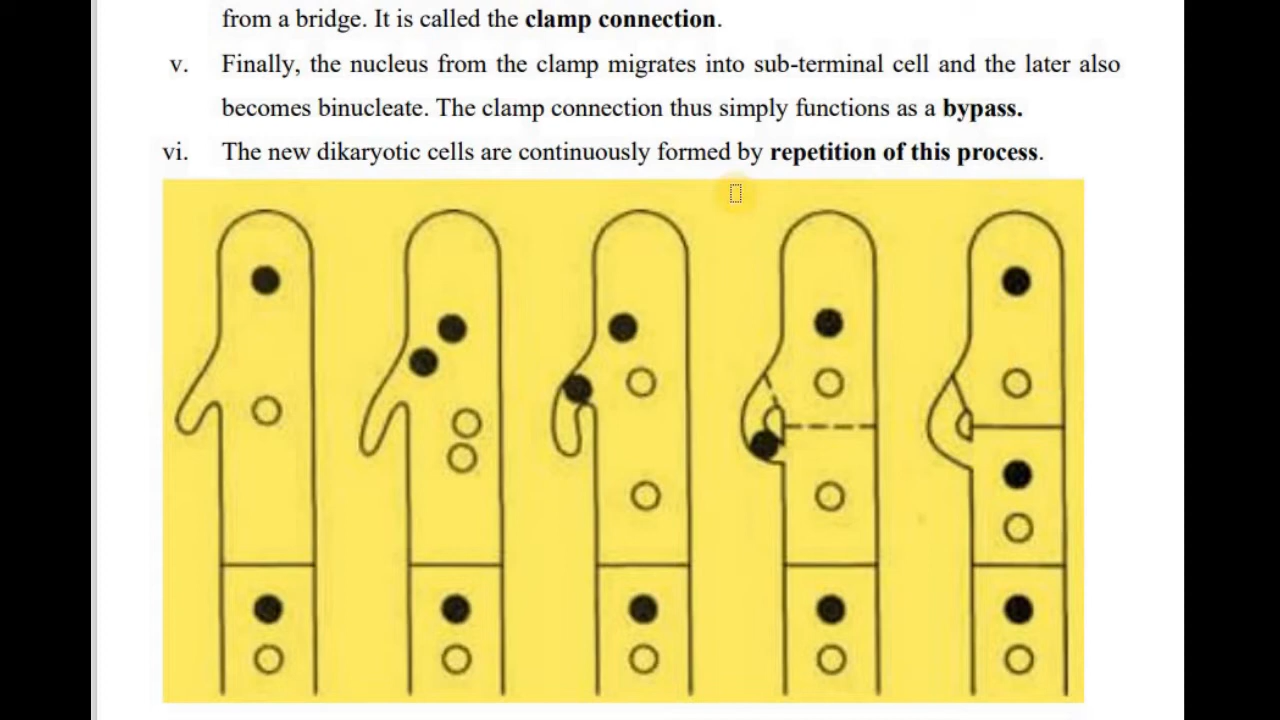 from a bridge. It is called the clamp connection.
v. Finally, the nucleus from the clamp migrates into sub-terminal cell and the later also
becomes binucleate. The clamp connection thus simply functions as a bypass.
vi. The new dikaryotic cells are continuously formed by repetition of this process.